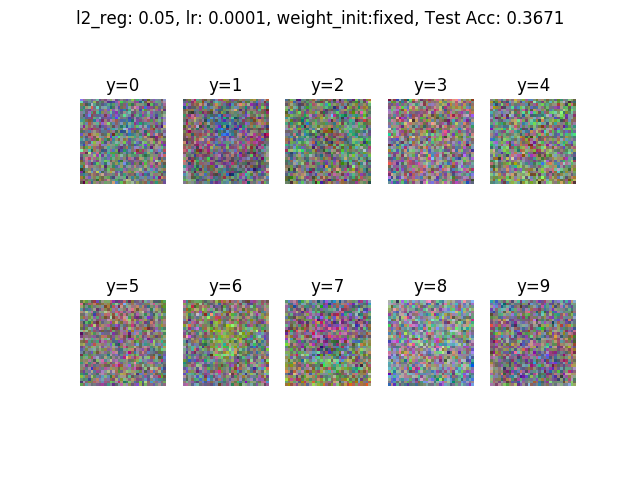 l2_reg: 0.05, lr: 0.0001, weight_init:fixed, Test Acc: 0.3671
y=0 y=1 y=2 y=3 y=4
y=5 y=6 y=7 y=8 y=9